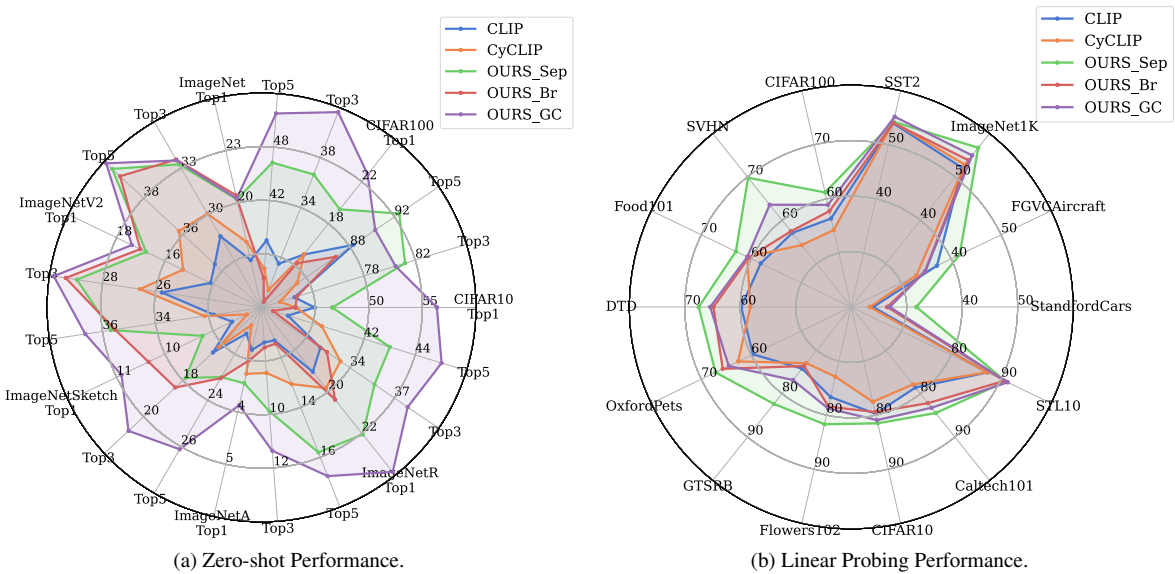 CLIP
CyCLIP
OURS_Sep
OURS_Br
OURS_GC
ImageNet
Top1
Top5
Top3
CIFAR100
Top1
Top5
Top3
CIFAR10
Top1
Top5
Top3
ImageNetR
Top1
Top5
Top3
ImageNetA
Top1
Top5
Top3
ImageNetSketch
Top1
Top5
Top3
ImageNetV2
Top1
Top5
Top3
20
23
42
48
34
38
18
22
88
92
78
82
50
55
42
44
34
37
20
22
14
16
10
12
4
5
24
26
18
20
10
11
34
36
26
28
16
18
38
30
33
(a) Zero-shot Performance.
CLIP
CyCLIP
OURS_Sep
OURS_Br
OURS_GC
CIFAR100
SST2
SVHN
ImageNet1K
Food101
FGVCAircraft
DTD
StandfordCars
OxfordPets
STL10
GTSRB
Caltech101
Flowers102
CIFAR10
60
70
40
50
40
50
40
50
40
50
80
90
80
90
80
90
80
90
80
90
60
70
60
70
60
70
60
70
(b) Linear Probing Performance.